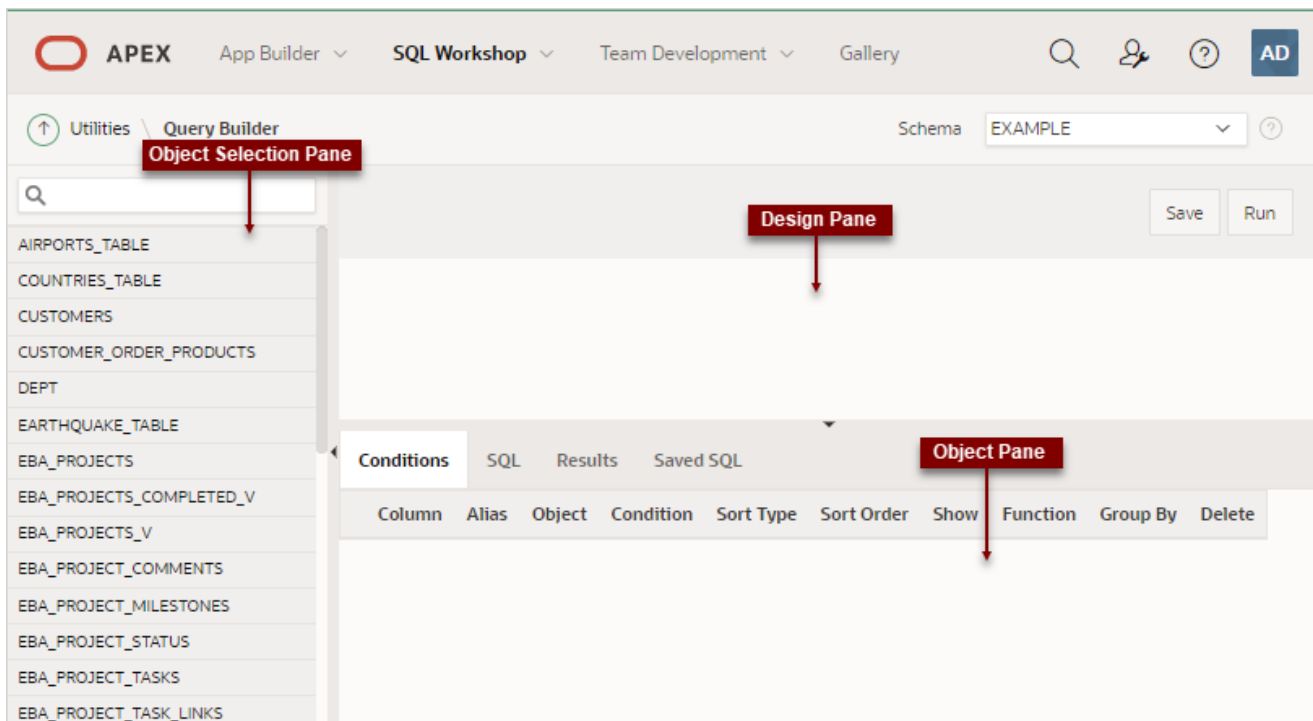 APEX App Builder SQL Workshop Team Development Gallery AD
Utilities \ Query Builder Schema EXAMPLE
Object Selection Pane
Design Pane
Save Run
AIRPORTS_TABLE
COUNTRIES_TABLE
CUSTOMERS
CUSTOMER_ORDER_PRODUCTS
DEPT
EARTHQUAKE_TABLE
EBA_PROJECTS
EBA_PROJECTS_COMPLETED_V
EBA_PROJECTS_V
EBA_PROJECT_COMMENTS
EBA_PROJECT_MILESTONES
EBA_PROJECT_STATUS
EBA_PROJECT_TASKS
EBA_PROJECT_TASK_LINKS
Conditions SQL Results Saved SQL
Object Pane
Column Alias Object Condition Sort Type Sort Order Show Function Group By Delete